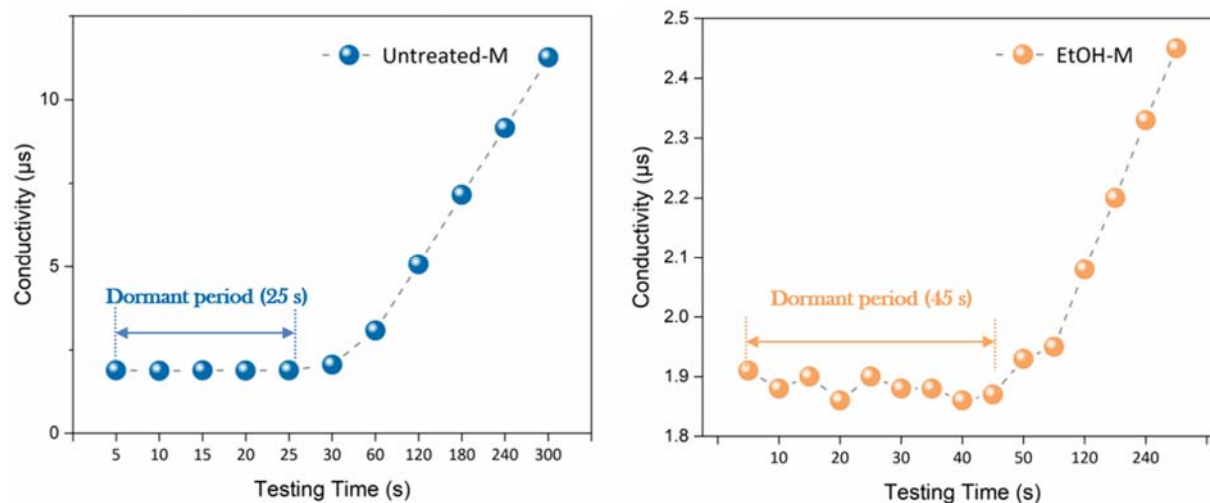 Untreated-M
Conductivity (μs)
10
5
0
Dormant period (25 s)
5 10 15 20 25 30 60 120 180 240 300
Testing Time (s)
EtOH-M
Conductivity (μs)
2.5
2.4
2.3
2.2
2.1
2.0
1.9
1.8
Dormant period (45 s)
10 20 30 40 50 120 240
Testing Time (s)